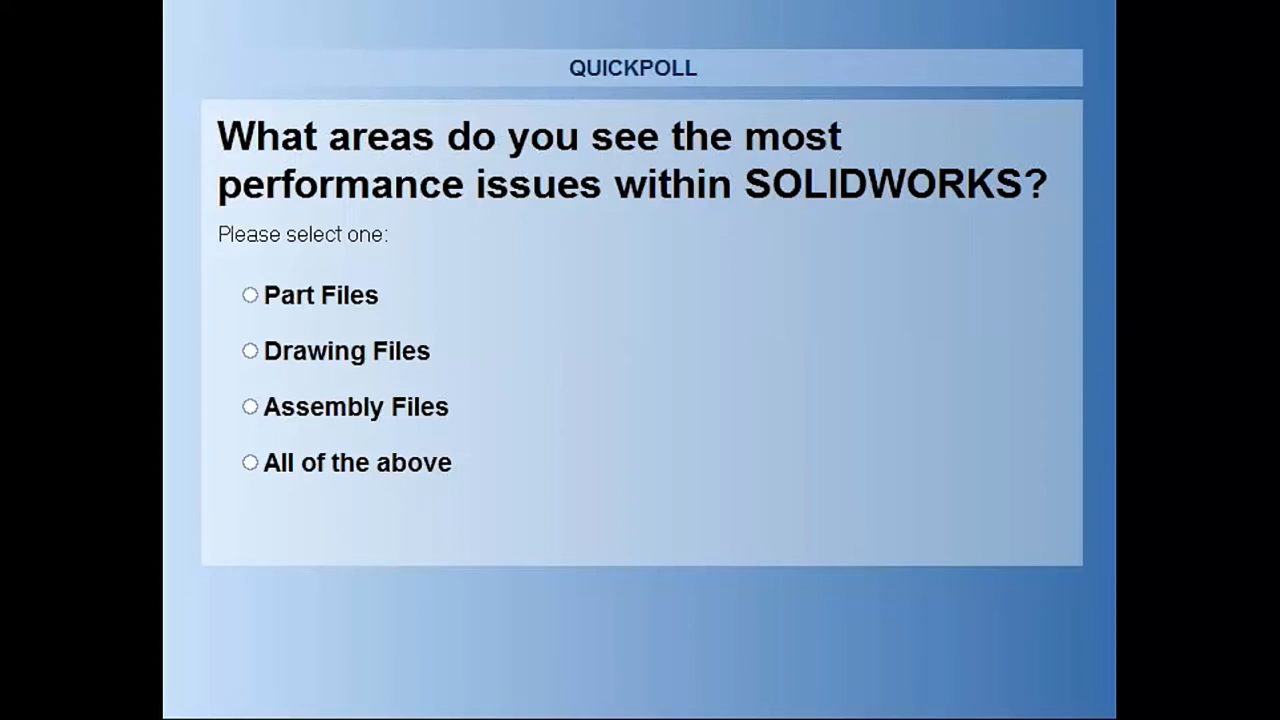 QUICKPOLL
What areas do you see the most
performance issues within SOLIDWORKS?
Please select one:
Part Files
Drawing Files
Assembly Files
All of the above